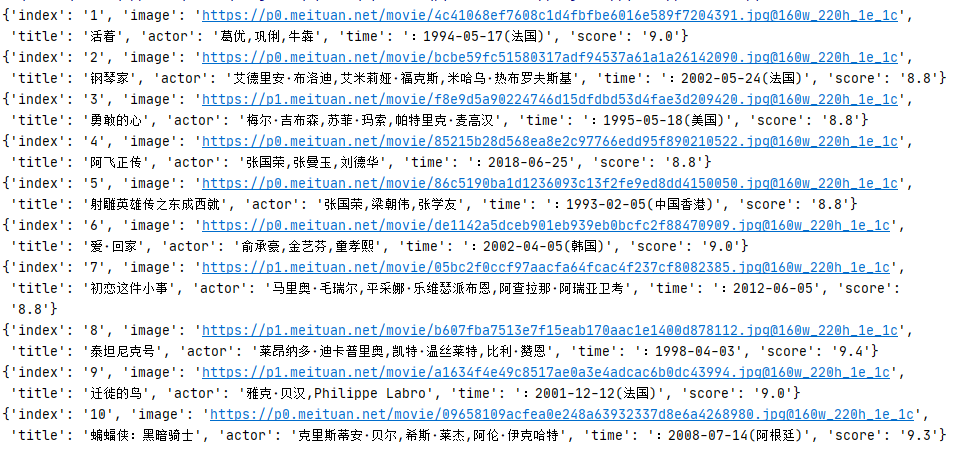 {'index': '1', 'image': 'https://p0.meituan.net/movie/4c41068ef7608c1d4fbfbe6016e589f7204391.jpg@160w_220h_1e_1c',
'title': '活着', 'actor': '葛优,巩俐,牛犇', 'time': '：1994-05-17(法国)', 'score': '9.0'}
{'index': '2', 'image': 'https://p0.meituan.net/movie/bcbe59fc51580317adf94537a61a1a26142090.jpg@160w_220h_1e_1c',
'title': '钢琴家', 'actor': '艾德里安·布洛迪,艾米莉娅·福克斯,米哈乌·热布罗夫斯基', 'time': '：2002-05-24(法国)', 'score': '8.8'}
{'index': '3', 'image': 'https://p1.meituan.net/movie/f8e9d5a90224746d15dfdbd53d4fae3d209420.jpg@160w_220h_1e_1c',
'title': '勇敢的心', 'actor': '梅尔·吉布森,苏菲·玛索,帕特里克·麦高汉', 'time': '：1995-05-18(美国)', 'score': '8.8'}
{'index': '4', 'image': 'https://p0.meituan.net/movie/85215b28d568ea8e2c97766edd95f890210522.jpg@160w_220h_1e_1c',
'title': '阿飞正传', 'actor': '张国荣,张曼玉,刘德华', 'time': '：2018-06-25', 'score': '8.8'}
{'index': '5', 'image': 'https://p0.meituan.net/movie/86c5190ba1d1236093c13f2fe9ed8dd4150050.jpg@160w_220h_1e_1c',
'title': '射雕英雄传之东成西就', 'actor': '张国荣,梁朝伟,张学友', 'time': '：1993-02-05(中国香港)', 'score': '8.8'}
{'index': '6', 'image': 'https://p0.meituan.net/movie/de1142a5dceb901eb939eb0bcfc2f88470909.jpg@160w_220h_1e_1c',
'title': '爱·回家', 'actor': '俞承豪,金艺芬,童孝熙', 'time': '：2002-04-05(韩国)', 'score': '9.0'}
{'index': '7', 'image': 'https://p1.meituan.net/movie/05bc2f0ccf97aacfa64fcac4f237cf8082385.jpg@160w_220h_1e_1c',
'title': '初恋这件小事', 'actor': '马里奥·毛瑞尔,平采娜·乐维瑟派布恩,阿查拉那·阿瑞亚卫考', 'time': '：2012-06-05', 'score':
'8.8'}
{'index': '8', 'image': 'https://p1.meituan.net/movie/b607fba7513e7f15eab170aac1e1400d878112.jpg@160w_220h_1e_1c',
'title': '泰坦尼克号', 'actor': '莱昂纳多·迪卡普里奥,凯特·温丝莱特,比利·赞恩', 'time': '：1998-04-03', 'score': '9.4'}
{'index': '9', 'image': 'https://p1.meituan.net/movie/a1634f4e49c8517ae0a3e4adcac6b0dc43994.jpg@160w_220h_1e_1c',
'title': '迁徙的鸟', 'actor': '雅克·贝汉,Philippe Labro', 'time': '：2001-12-12(法国)', 'score': '9.0'}
{'index': '10', 'image': 'https://p0.meituan.net/movie/09658109acfea0e248a63932337d8e6a4268980.jpg@160w_220h_1e_1c',
'title': '蝙蝠侠：黑暗骑士', 'actor': '克里斯蒂安·贝尔,希斯·莱杰,阿伦·伊克哈特', 'time': '：2008-07-14(阿根廷)', 'score': '9.3'}